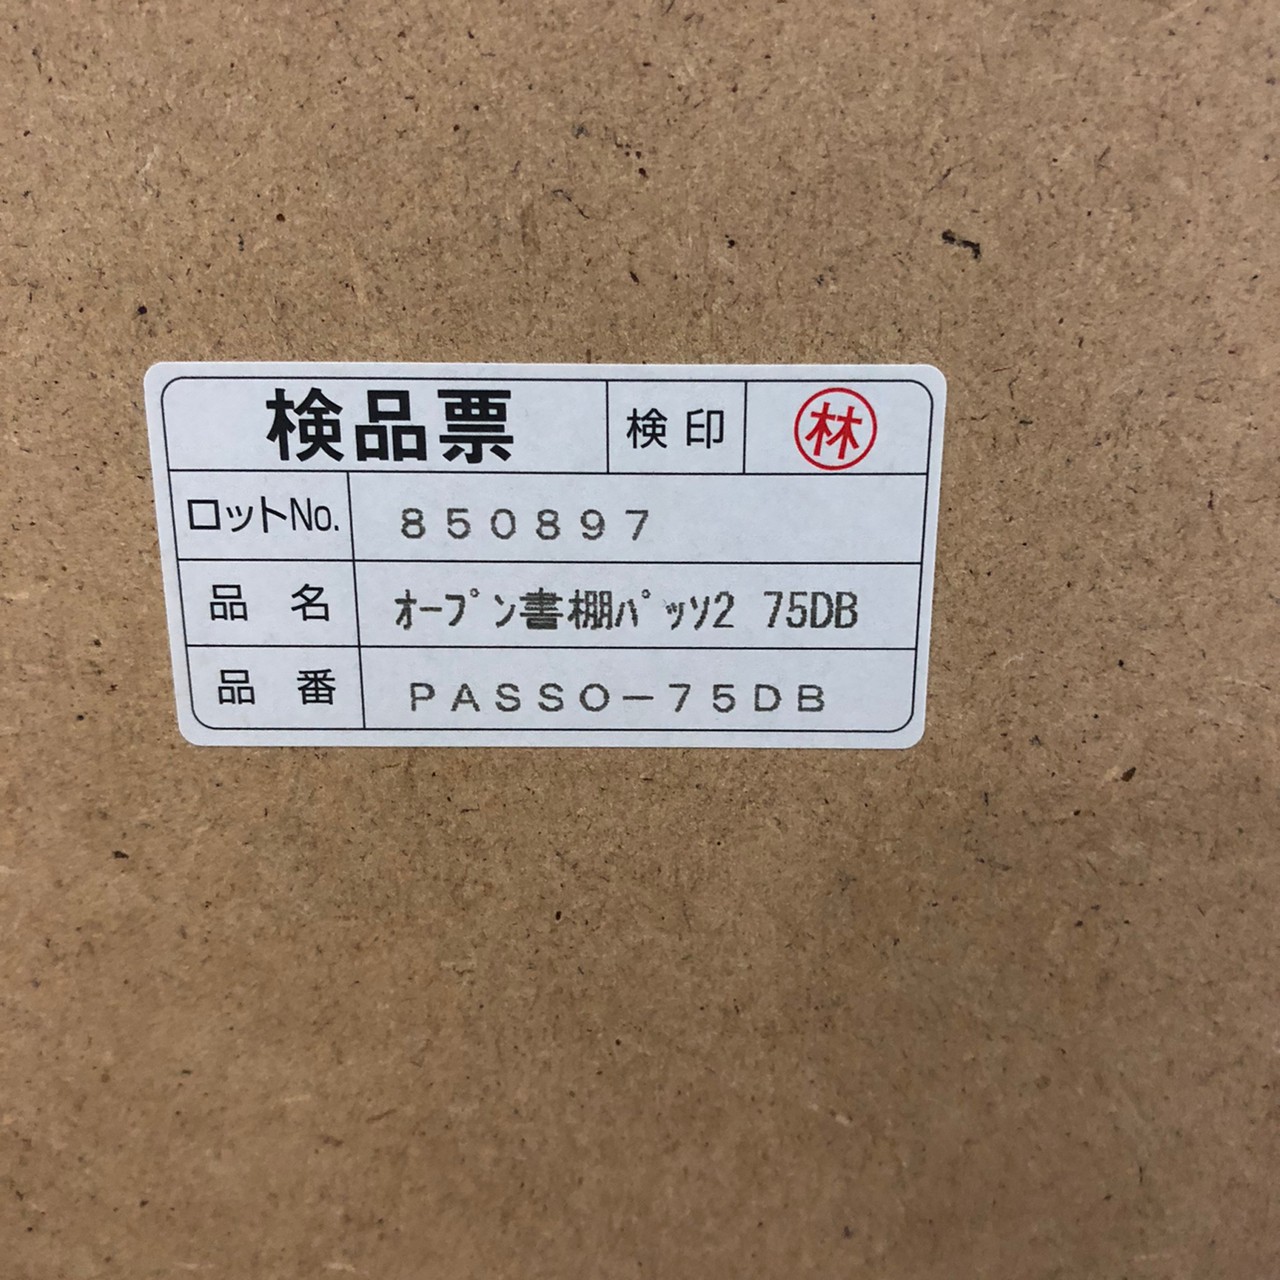 検品票 検印 林
ロットNo. 850897
品名 ｵｰﾌﾟﾝ書棚ﾊﾟｯｿ2 75DB
品番 PASSO-75DB